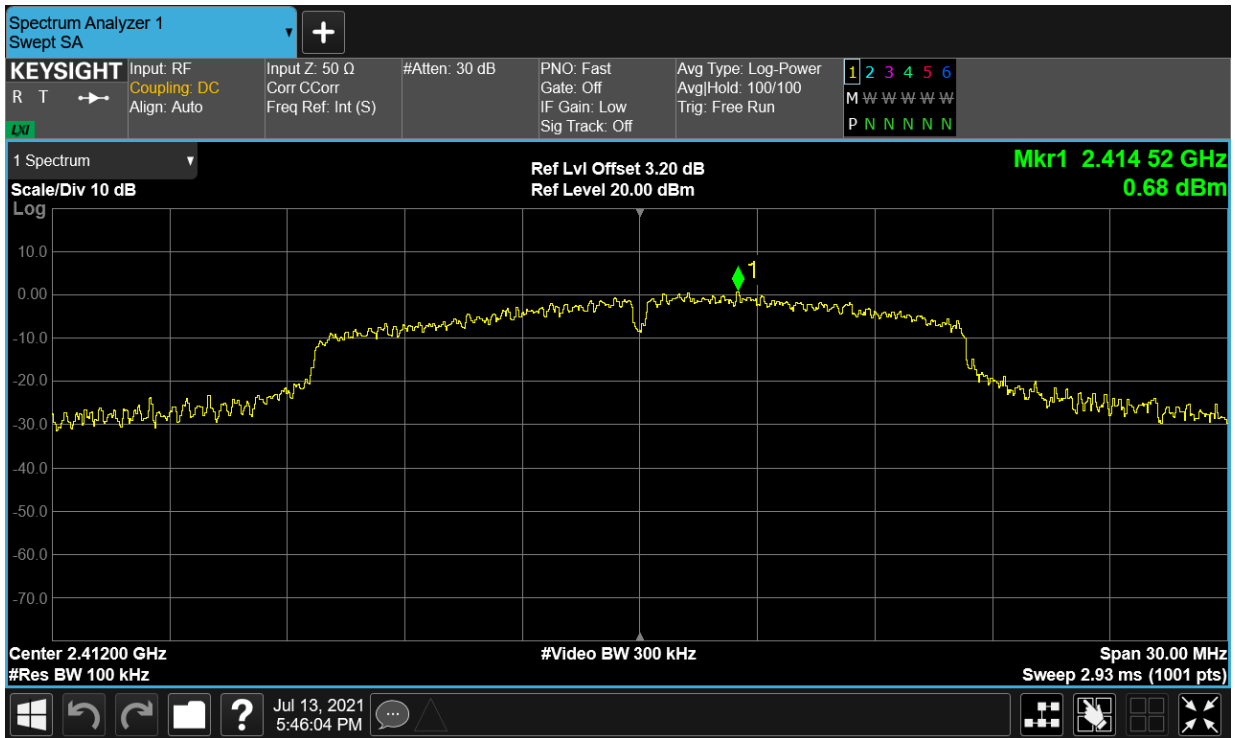 Spectrum Analyzer 1
Swept SA
KEYSIGHT
R T
LXI
Input: RF
Coupling: DC
Align: Auto
Input Z: 50 Ω
Corr CCorr
Freq Ref: Int (S)
#Atten: 30 dB
PNO: Fast
Gate: Off
IF Gain: Low
Sig Track: Off
Avg Type: Log-Power
Avg|Hold: 100/100
Trig: Free Run
1 2 3 4 5 6
M W W W W W
P N N N N N
1 Spectrum
Scale/Div 10 dB
Log
Ref Lvl Offset 3.20 dB
Ref Level 20.00 dBm
Mkr1 2.414 52 GHz
0.68 dBm
10.0
0.00
-10.0
-20.0
-30.0
-40.0
-50.0
-60.0
-70.0
1
Center 2.41200 GHz
#Res BW 100 kHz
#Video BW 300 kHz
Span 30.00 MHz
Sweep 2.93 ms (1001 pts)
?
Jul 13, 2021
5:46:04 PM